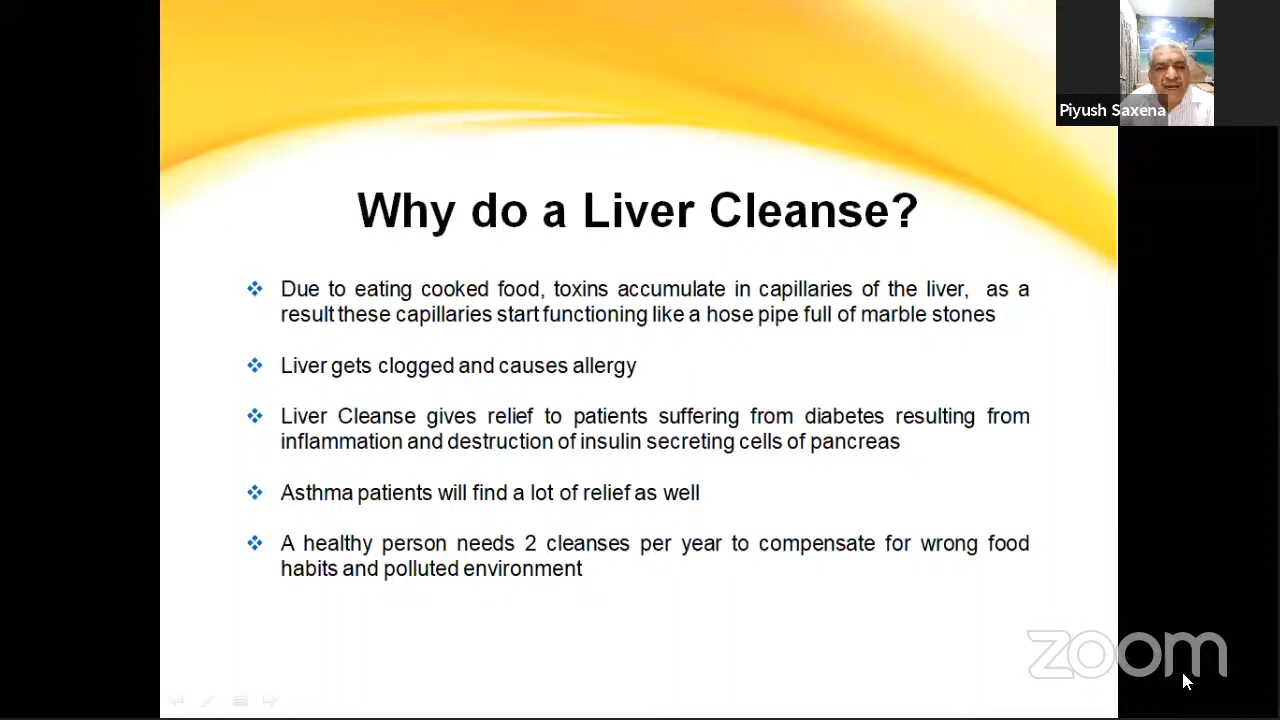 Piyush Saxena
Why do a Liver Cleanse?
Due to eating cooked food, toxins accumulate in capillaries of the liver, as a
result these capillaries start functioning like a hose pipe full of marble stones
Liver gets clogged and causes allergy
Liver Cleanse gives relief to patients suffering from diabetes resulting from
inflammation and destruction of insulin secreting cells of pancreas
Asthma patients will find a lot of relief as well
A healthy person needs 2 cleanses per year to compensate for wrong food
habits and polluted environment
zoom